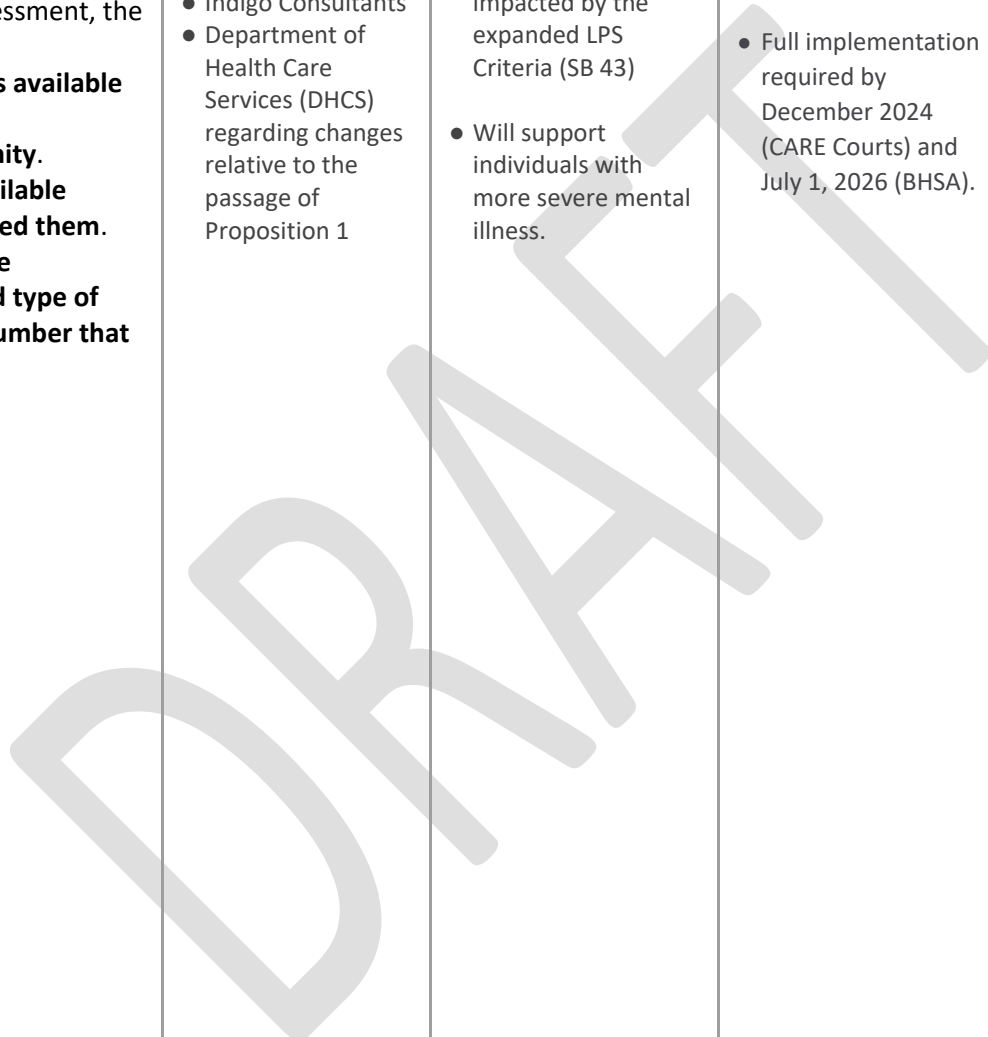 essment, the
s available
nity.
ilable
ed them.
e
d type of
umber that
● Indigo Consultants
● Department of
Health Care
Services (DHCS)
regarding changes
relative to the
passage of
Proposition 1
impacted by the
expanded LPS
Criteria (SB 43)
● Will support
individuals with
more severe mental
illness.
● Full implementation
required by
December 2024
(CARE Courts) and
July 1, 2026 (BHSA).
DRAFT